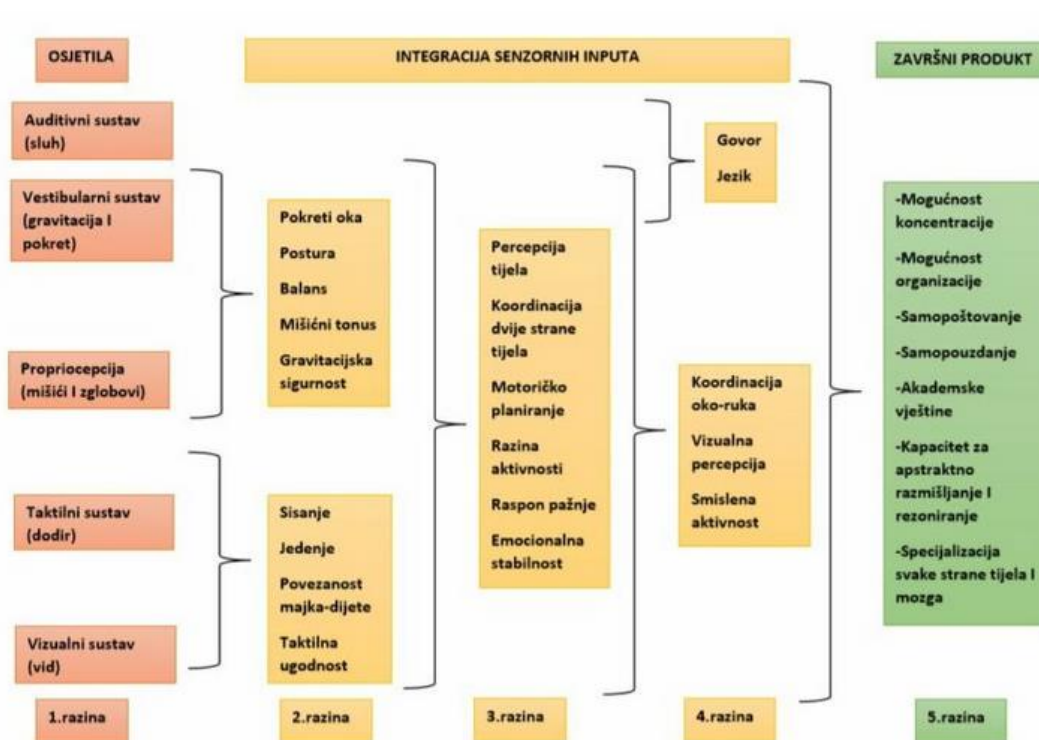 OSJETILA
INTEGRACIJA SENZORNIH INPUTA
ZAVRŠNI PRODUKT
Auditivni sustav
(sluh)
Vestibularni sustav
(gravitacija I
pokret)
Propriocepcija
(mišići I zglobovi)
Taktilni sustav
(dodir)
Vizualni sustav
(vid)
Pokreti oka
Postura
Balans
Mišićni tonus
Gravitacijska
sigurnost
Sisanje
Jedenje
Povezanost
majka-dijete
Taktilna
ugodnost
Percepcija
tijela
Koordinacija
dvije strane
tijela
Motoričko
planiranje
Razina
aktivnosti
Raspon pažnje
Emocionalna
stabilnost
Govor
Jezik
Koordinacija
oko-ruka
Vizualna
percepcija
Smislena
aktivnost
-Mogućnost
koncentracije
-Mogućnost
organizacije
-Samopoštovanje
-Samopouzdanje
-Akademske
vještine
-Kapacitet za
apstraktno
razmišljanje I
rezoniranje
-Specijalizacija
svake strane tijela I
mozga
1.razina
2.razina
3.razina
4.razina
5.razina